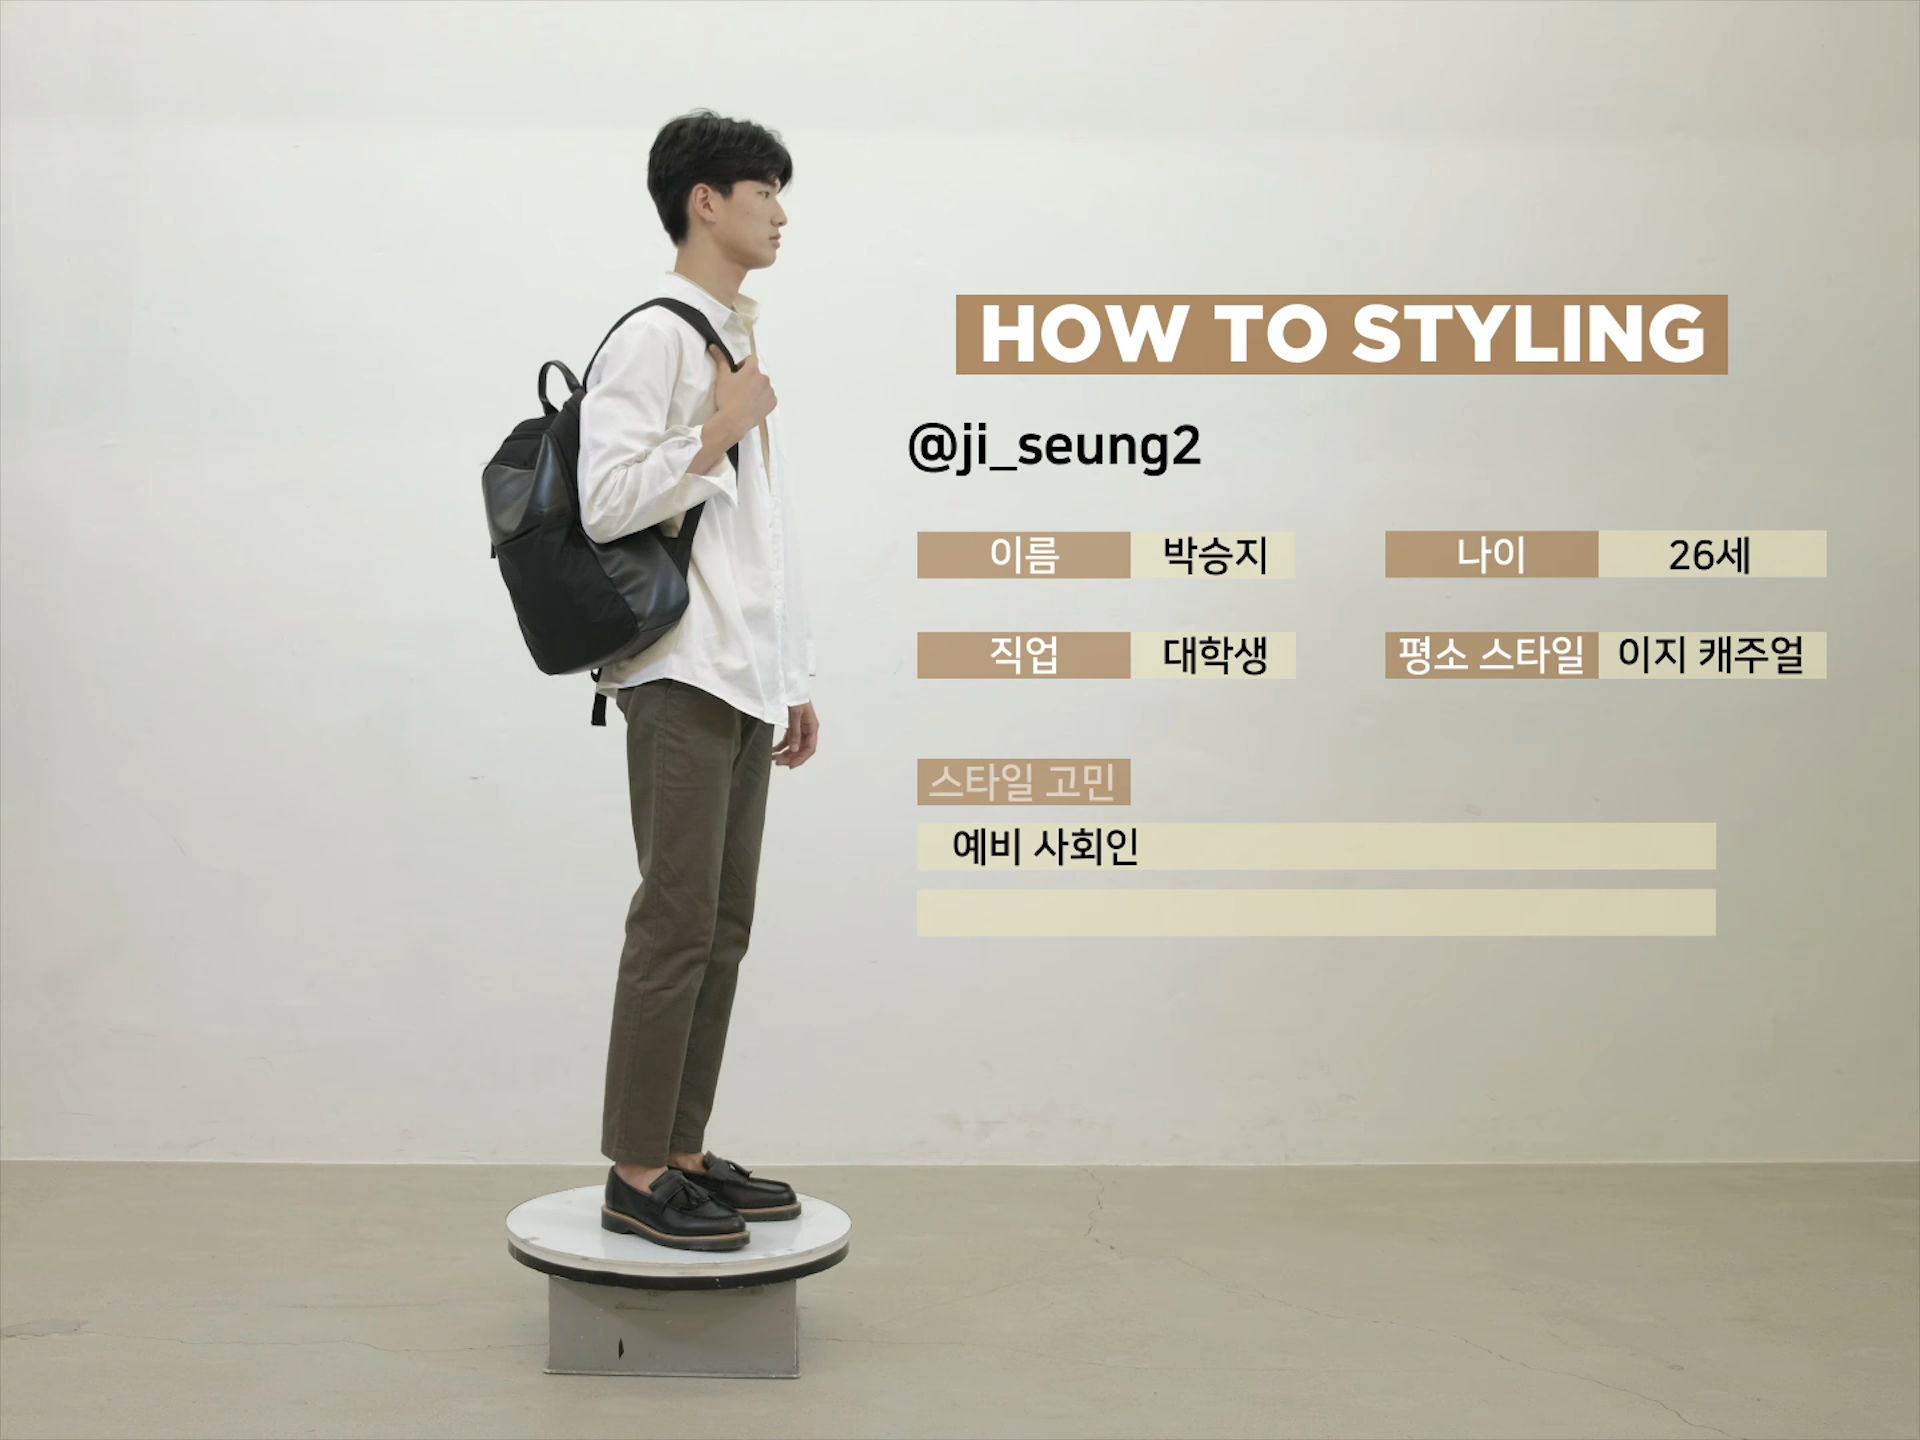 HOW TO STYLING
@ji_seung2
이름 박승지 나이 26세
직업 대학생 평소 스타일 이지 캐주얼
스타일 고민
예비 사회인